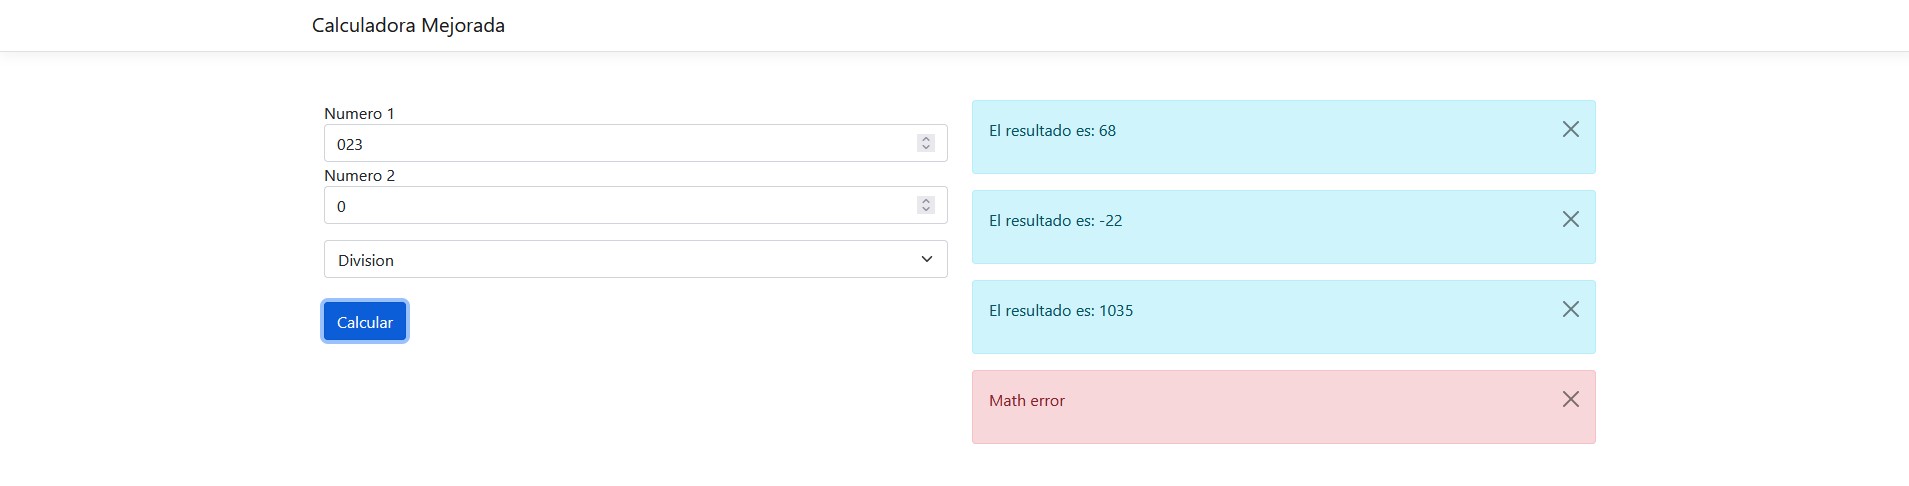 Calculadora Mejorada
Numero 1
023
Numero 2
0
Division
Calcular
El resultado es: 68
El resultado es: -22
El resultado es: 1035
Math error